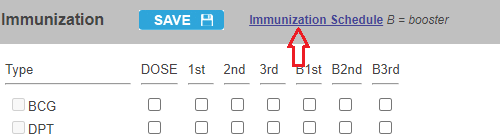 Immunization SAVE Immunization Schedule B = booster
Type DOSE 1st 2nd 3rd B1st B2nd B3rd
BCG
DPT